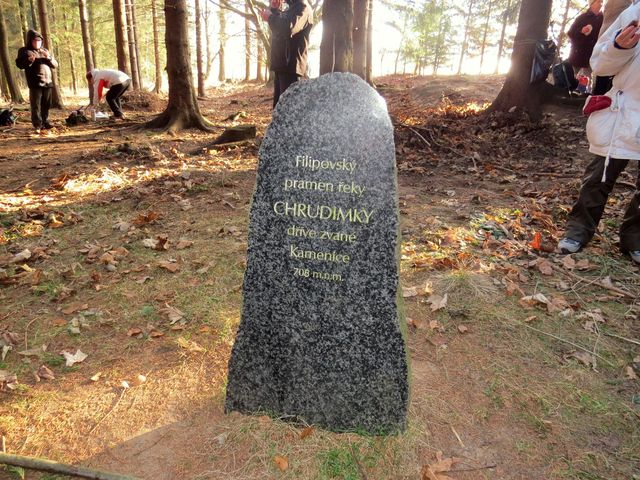 Filipovský
pramen řeky
CHRUDIMKY
dříve zvané
Kamenice
708 m.n.m.